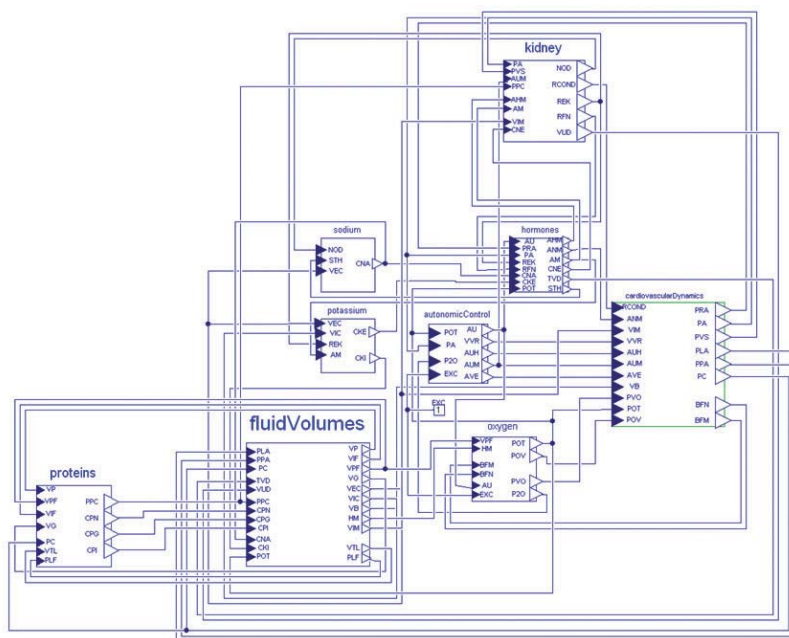 kidney
PA
PVS
AUM
PPC
AHM
AM
VIM
CNE
NOD
RCOND
REK
RFN
VUD
sodium
NOD
STH
VEC
CNA
hormones
AU
PRA
PA
REK
RFN
CNA
CKE
POT
AHM
ANM
AM
CNE
TVD
STH
potassium
VEC
VIC
REK
AM
CKE
CKI
autonomicControl
POT
PA
P2O
EXC
AU
VVR
AUH
AUM
AVE
cardiovascularDynamics
RCOND
ANM
VIM
VVR
AUH
AUM
AVE
VB
PVO
POT
POV
PRA
PA
PVS
PLA
PPA
PC
BFN
BFM
EXC
1
fluidVolumes
PLA
PPA
PC
TVD
VUD
PPC
CPN
CPG
CPI
CNA
CKI
POT
VP
VIF
VPF
VG
VEC
VIC
VB
HM
VIM
VTL
PLF
oxygen
VPF
HM
BFM
BFN
AU
EXC
POT
POV
PVO
P2O
proteins
VP
VPF
VIF
VG
PC
VTL
PLF
PPC
CPN
CPG
CPI